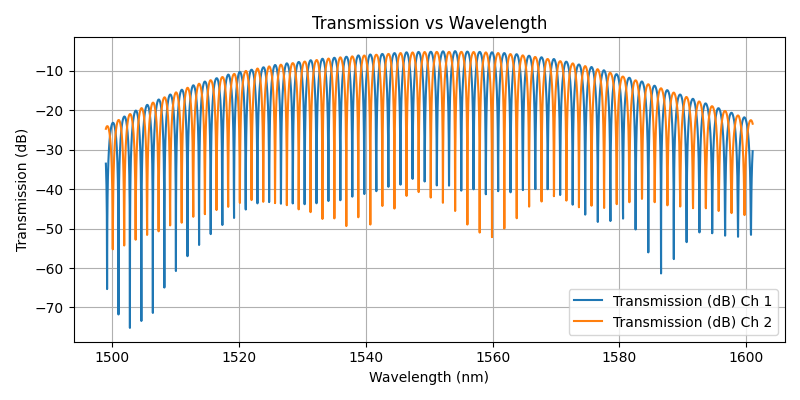 Transmission vs Wavelength
Transmission (dB)
−10
−20
−30
−40
−50
−60
−70
1500
1520
1540
1560
1580
1600
Wavelength (nm)
Transmission (dB) Ch 1
Transmission (dB) Ch 2